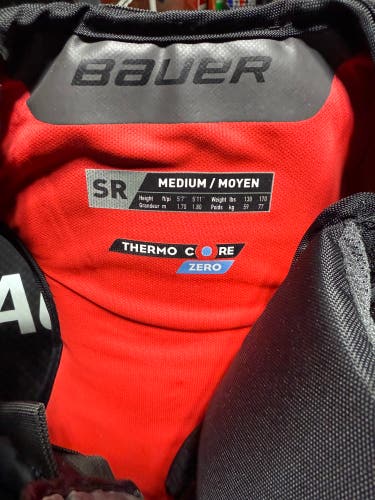 BAUER
SR
MEDIUM / MOYEN
Height ft/pi 5'7" 5'11" Weight lbs 130 170
Grandeur m 1.70 1.80 Poids kg 59 77
THERMO CORE
ZERO